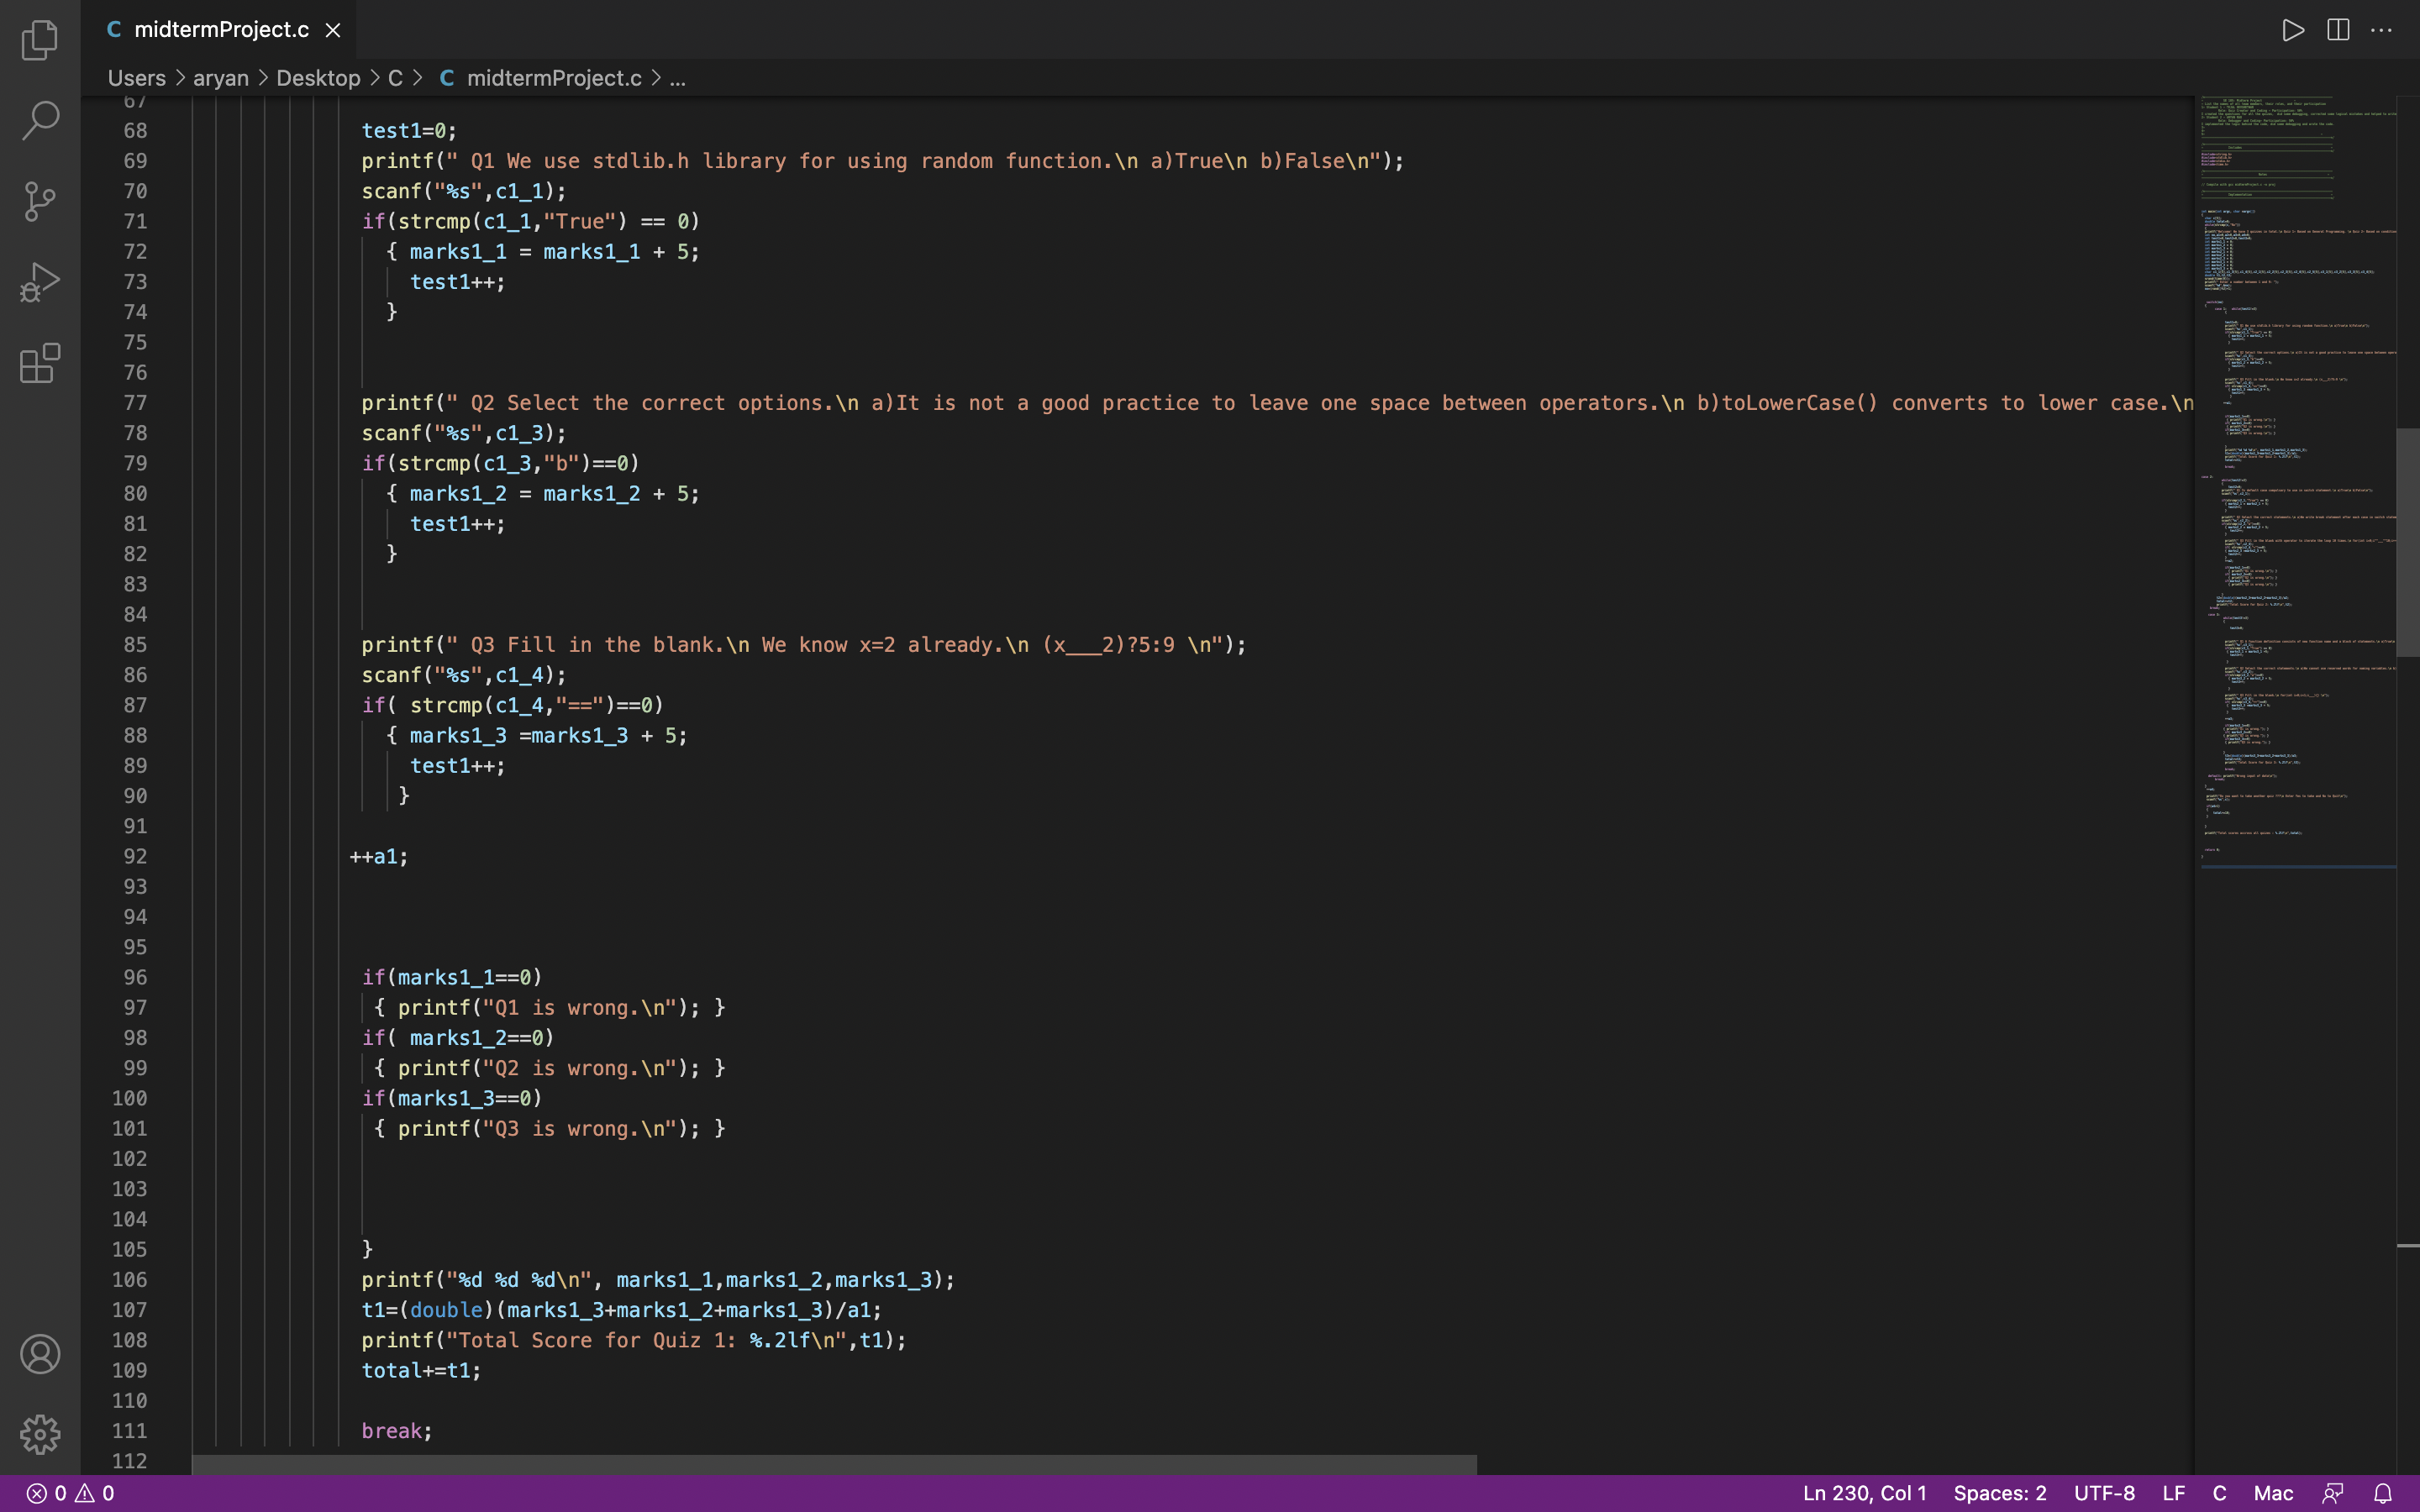 midtermProject.c
Users > aryan > Desktop > C > C midtermProject.c > ...
67
68 test1=0;
69 printf(" Q1 We use stdlib.h library for using random function.\n a)True\n b)False\n");
70 scanf("%s",c1_1);
71 if(strcmp(c1_1,"True") == 0)
72 { marks1_1 = marks1_1 + 5;
73 test1++;
74 }
75
76
77 printf(" Q2 Select the correct options.\n a)It is not a good practice to leave one space between operators.\n b)toLowerCase() converts to lower case.\n
78 scanf("%s",c1_3);
79 if(strcmp(c1_3,"b")==0)
80 { marks1_2 = marks1_2 + 5;
81 test1++;
82 }
83
84
85 printf(" Q3 Fill in the blank.\n We know x=2 already.\n (x___2)?5:9 \n");
86 scanf("%s",c1_4);
87 if( strcmp(c1_4,"==")==0)
88 { marks1_3 =marks1_3 + 5;
89 test1++;
90 }
91
92 ++a1;
93
94
95
96 if(marks1_1==0)
97 { printf("Q1 is wrong.\n"); }
98 if( marks1_2==0)
99 { printf("Q2 is wrong.\n"); }
100 if(marks1_3==0)
101 { printf("Q3 is wrong.\n"); }
102
103
104
105 }
106 printf("%d %d %d\n", marks1_1,marks1_2,marks1_3);
107 t1=(double)(marks1_3+marks1_2+marks1_3)/a1;
108 printf("Total Score for Quiz 1: %.2lf\n",t1);
109 total+=t1;
110
111 break;
112
0 0 Ln 230, Col 1 Spaces: 2 UTF-8 LF C Mac